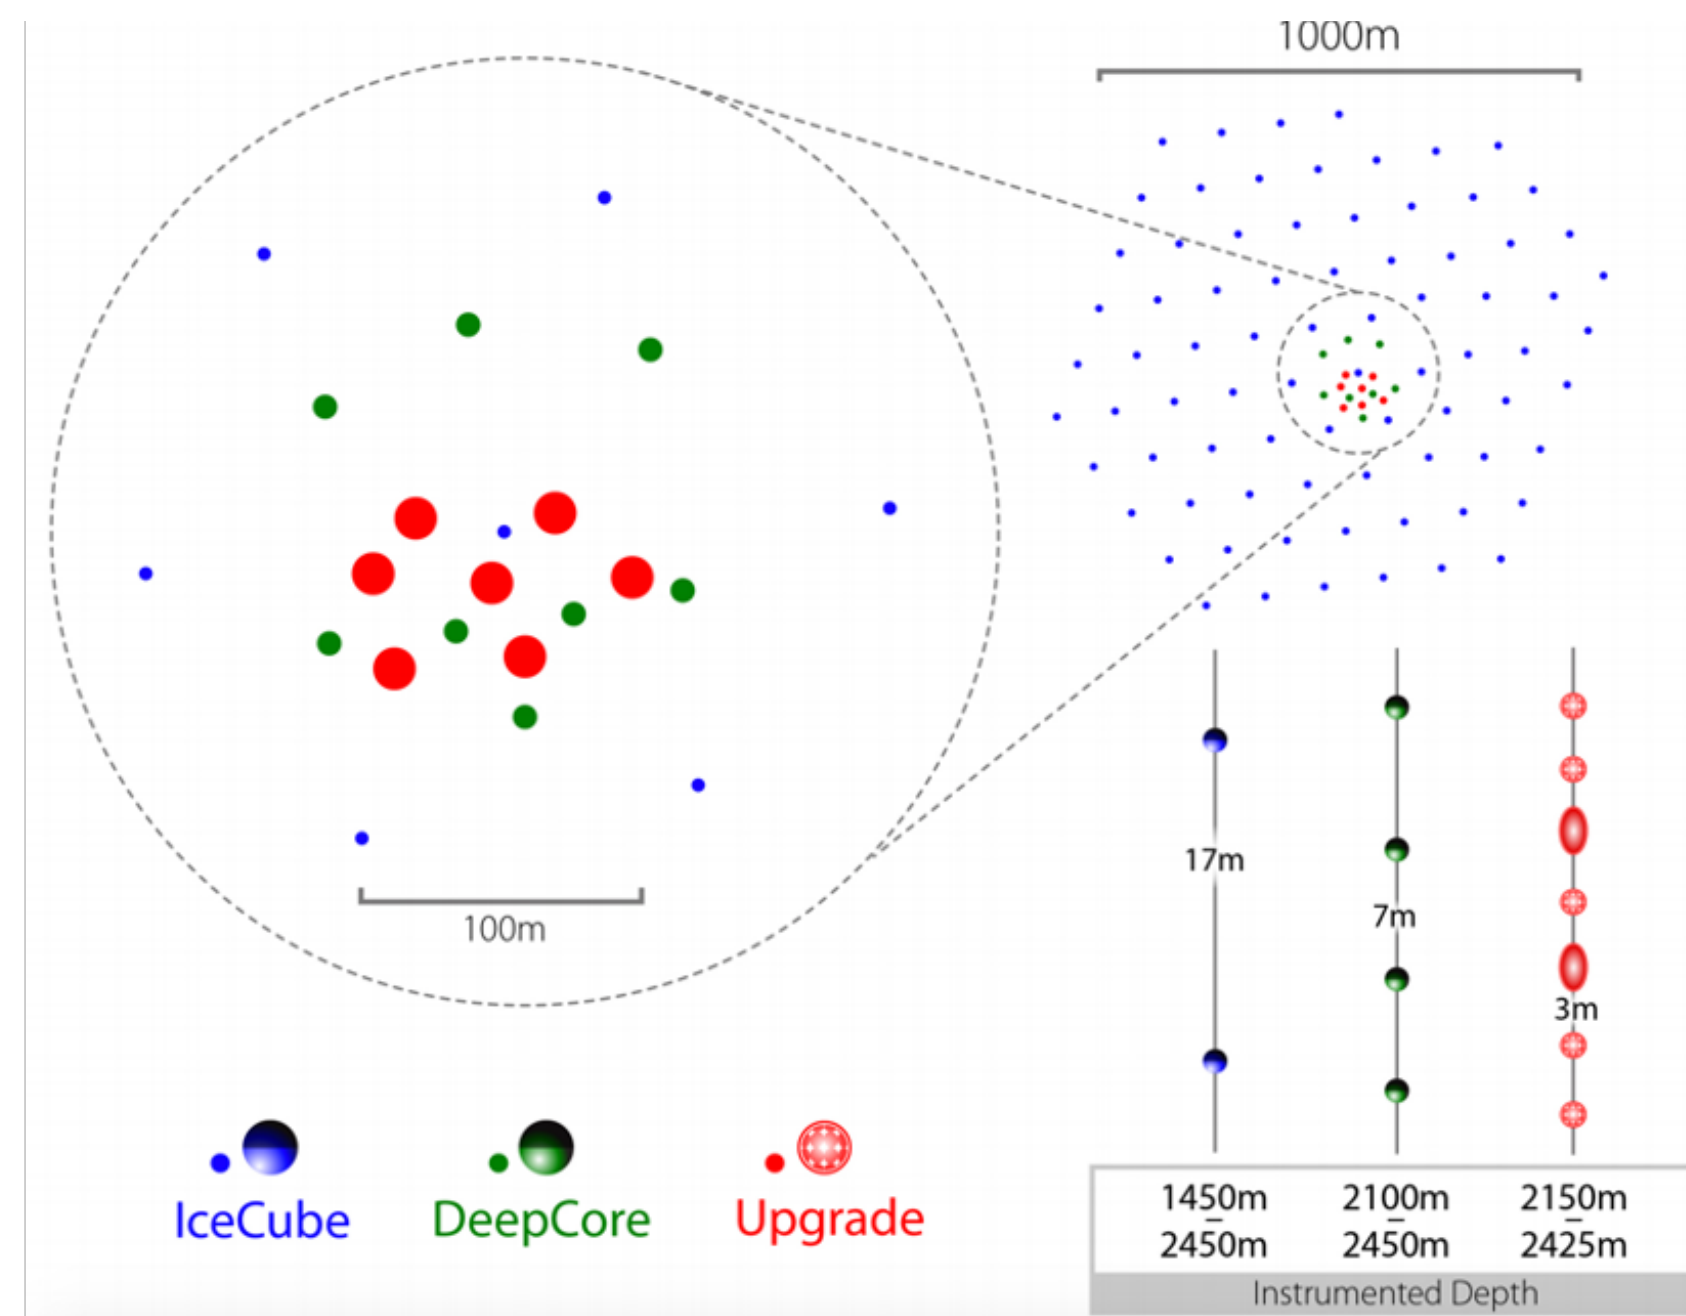 1000m
100m
17m
7m
3m
IceCube
DeepCore
Upgrade
1450m
–
2450m
2100m
–
2450m
2150m
–
2425m
Instrumented Depth